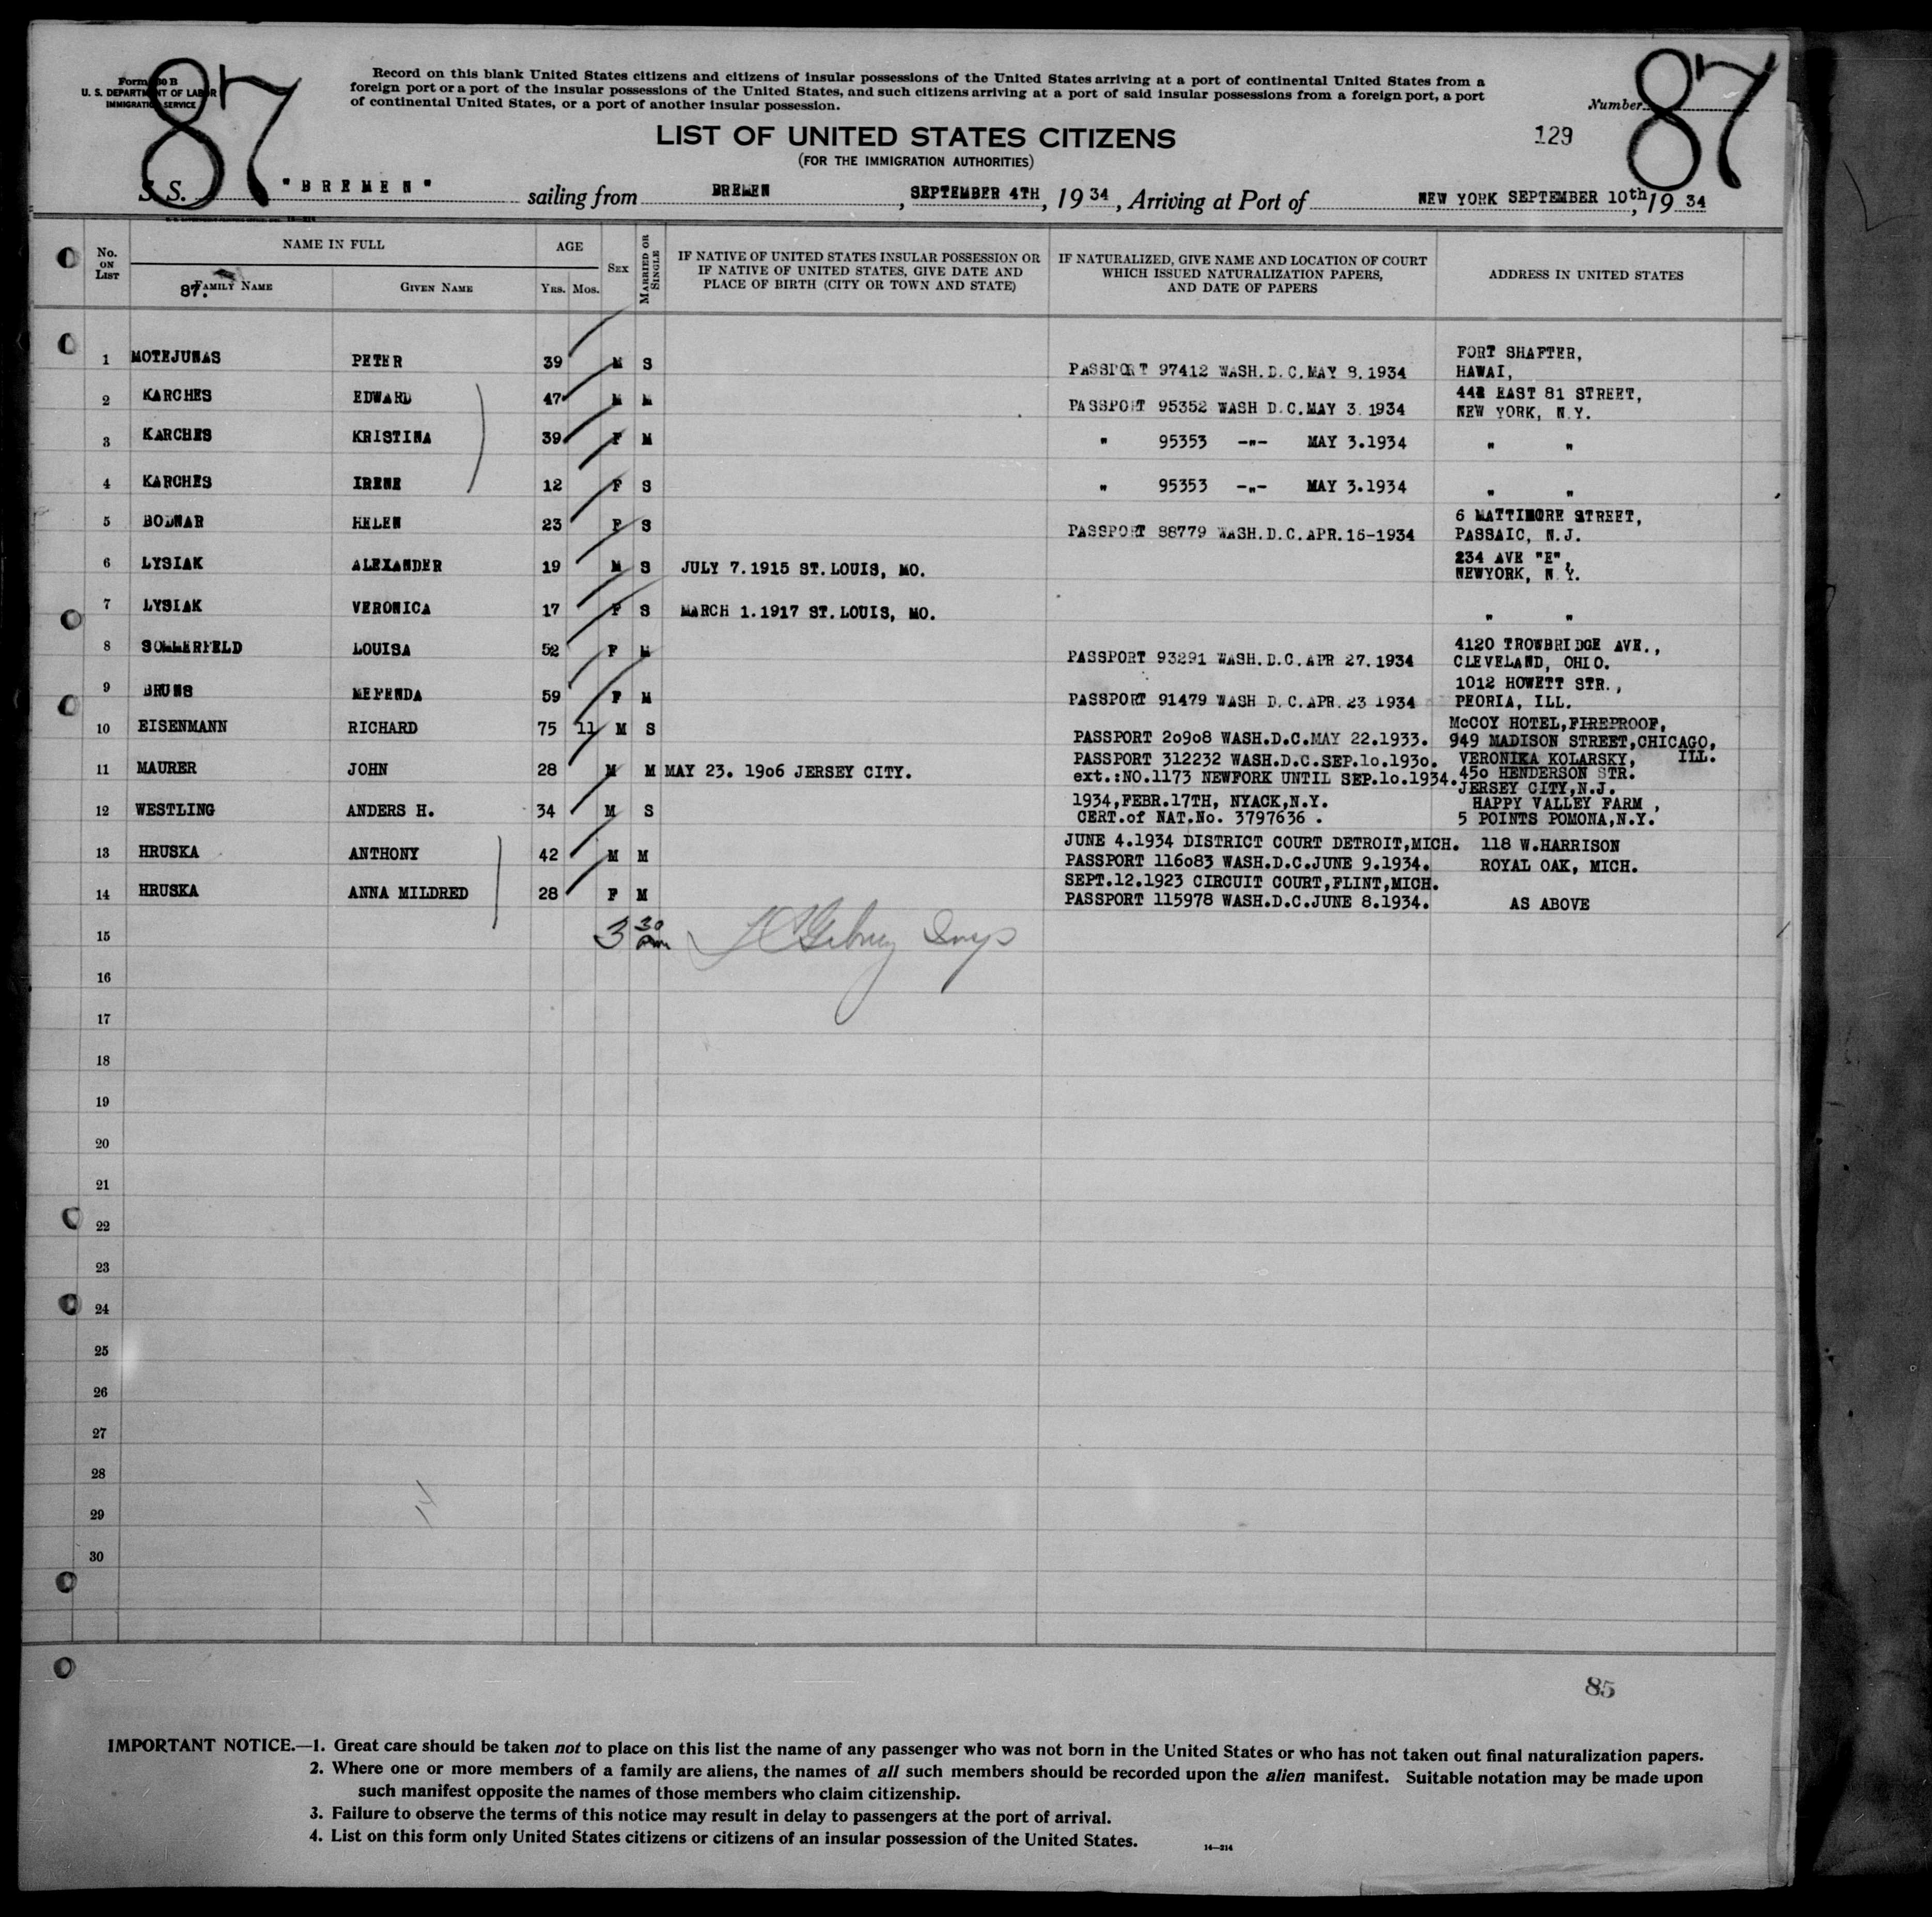 87
87
Form 630 B
U. S. DEPARTMENT OF LABOR
IMMIGRATION SERVICE
Record on this blank United States citizens and citizens of insular possessions of the United States arriving at a port of continental United States from a
foreign port or a port of the insular possessions of the United States, and such citizens arriving at a port of said insular possessions from a foreign port, a port
of continental United States, or a port of another insular possession.
Number
LIST OF UNITED STATES CITIZENS
129
(FOR THE IMMIGRATION AUTHORITIES)
S. S. "BREMEN" sailing from BREMEN, SEPTEMBER 4TH, 1934, Arriving at Port of NEW YORK SEPTEMBER 10th, 1934
No. ON LIST
NAME IN FULL
87. FAMILY NAME GIVEN NAME
AGE
YRS. MOS.
SEX
MARRIED OR SINGLE
IF NATIVE OF UNITED STATES INSULAR POSSESSION OR
IF NATIVE OF UNITED STATES, GIVE DATE AND
PLACE OF BIRTH (CITY OR TOWN AND STATE)
IF NATURALIZED, GIVE NAME AND LOCATION OF COURT
WHICH ISSUED NATURALIZATION PAPERS,
AND DATE OF PAPERS
ADDRESS IN UNITED STATES
1 MOTEJUNAS PETER 39 M S PASSPORT 97412 WASH.D.C.MAY 8.1934 FORT SHAFTER,
HAWAI,
2 KARCHES EDWARD 47 M M PASSPORT 95352 WASH D.C.MAY 3.1934 442 EAST 81 STREET,
NEW YORK, N.Y.
3 KARCHES KRISTINA 39 F M " 95353 -"- MAY 3.1934 " "
4 KARCHES IRENE 12 F S " 95353 -"- MAY 3.1934 " "
5 BODNAR HELEN 23 F S PASSPORT 88779 WASH.D.C.APR.16-1934 6 MATTIMORE STREET,
PASSAIC, N.J.
6 LYSIAK ALEXANDER 19 M S JULY 7.1915 ST.LOUIS, MO. 234 AVE "E",
NEWYORK, N.Y.
7 LYSIAK VERONICA 17 F S MARCH 1.1917 ST.LOUIS, MO. " "
8 SOMMERFELD LOUISA 52 F M PASSPORT 93291 WASH.D.C.APR 27.1934 4120 TROWBRIDGE AVE.,
CLEVELAND, OHIO.
9 BRUNS MEFENDA 59 F M PASSPORT 91479 WASH D.C.APR.23 1934 1012 HOWETT STR.,
PEORIA, ILL.
10 EISENMANN RICHARD 75 11 M S PASSPORT 20908 WASH.D.C.MAY 22.1933. McCOY HOTEL,FIREPROOF,
949 MADISON STREET,CHICAGO,
ILL.
11 MAURER JOHN 28 M M MAY 23. 1906 JERSEY CITY. PASSPORT 312232 WASH.D.C.SEP.10.1930. VERONIKA KOLARSKY,
ext.:NO.1173 NEWFORK UNTIL SEP.10.1934. 450 HENDERSON STR.
JERSEY CITY,N.J.
12 WESTLING ANDERS H. 34 M S 1934,FEBR.17TH, NYACK,N.Y. HAPPY VALLEY FARM ,
CERT.of NAT.No. 3797636 . 5 POINTS POMONA,N.Y.
13 HRUSKA ANTHONY 42 M M JUNE 4.1934 DISTRICT COURT DETROIT,MICH. 118 W.HARRISON
PASSPORT 116083 WASH.D.C.JUNE 9.1934. ROYAL OAK, MICH.
14 HRUSKA ANNA MILDRED 28 F M SEPT.12.1923 CIRCUIT COURT,FLINT,MICH.
PASSPORT 115978 WASH.D.C.JUNE 8.1934. AS ABOVE
15 3 30 pm
16
17
18
19
20
21
22
23
24
25
26
27
28
29
30
85
IMPORTANT NOTICE.—1. Great care should be taken not to place on this list the name of any passenger who was not born in the United States or who has not taken out final naturalization papers.
2. Where one or more members of a family are aliens, the names of all such members should be recorded upon the alien manifest. Suitable notation may be made upon
such manifest opposite the names of those members who claim citizenship.
3. Failure to observe the terms of this notice may result in delay to passengers at the port of arrival.
4. List on this form only United States citizens or citizens of an insular possession of the United States.
14—214